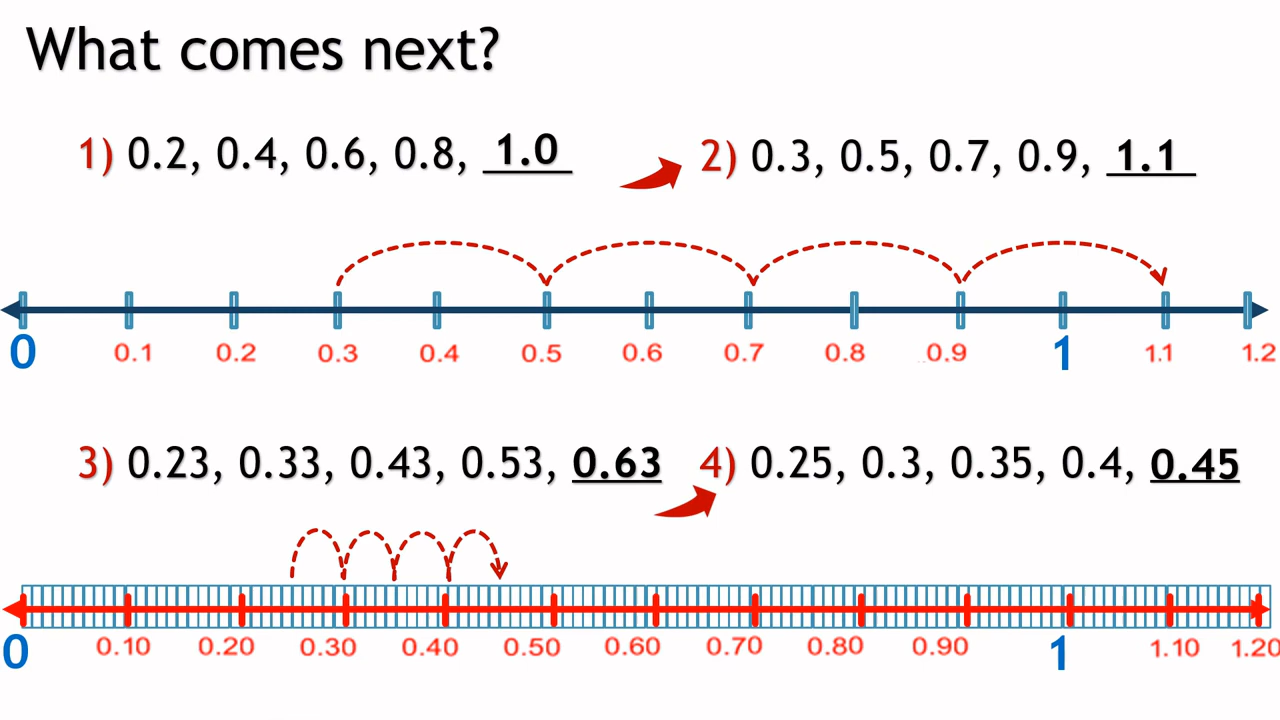 What comes next?
1) 0.2, 0.4, 0.6, 0.8, 1.0
2) 0.3, 0.5, 0.7, 0.9, 1.1
0 0.1 0.2 0.3 0.4 0.5 0.6 0.7 0.8 0.9 1 1.1 1.2
3) 0.23, 0.33, 0.43, 0.53, 0.63
4) 0.25, 0.3, 0.35, 0.4, 0.45
0 0.10 0.20 0.30 0.40 0.50 0.60 0.70 0.80 0.90 1 1.10 1.20